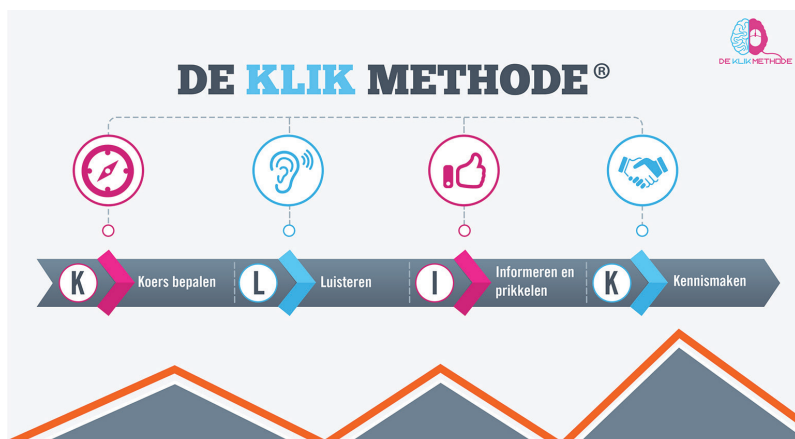 DE KLIK METHODE
DE KLIK METHODE®
K
Koers bepalen
L
Luisteren
I
Informeren en
prikkelen
K
Kennismaken